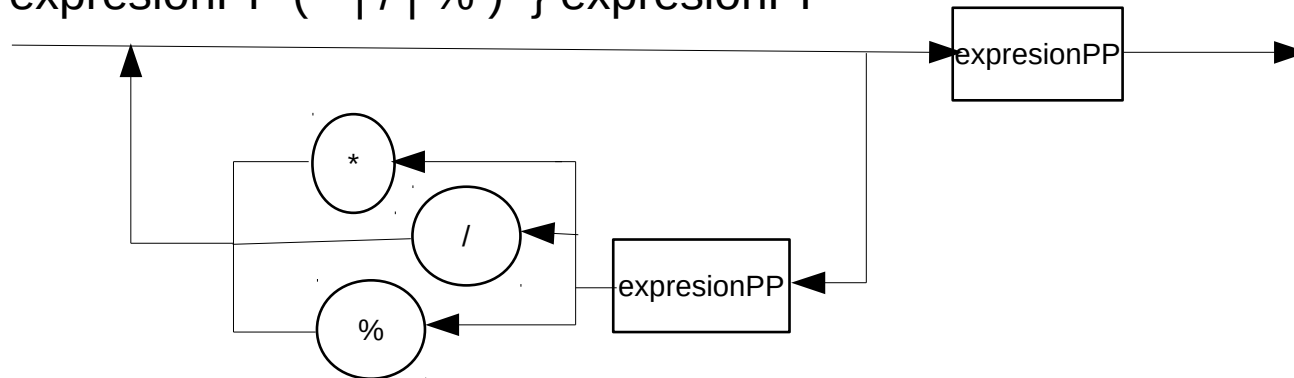 expresionPP ( * | / | % ) } expresionPP
expresionPP
*
/
expresionPP
%